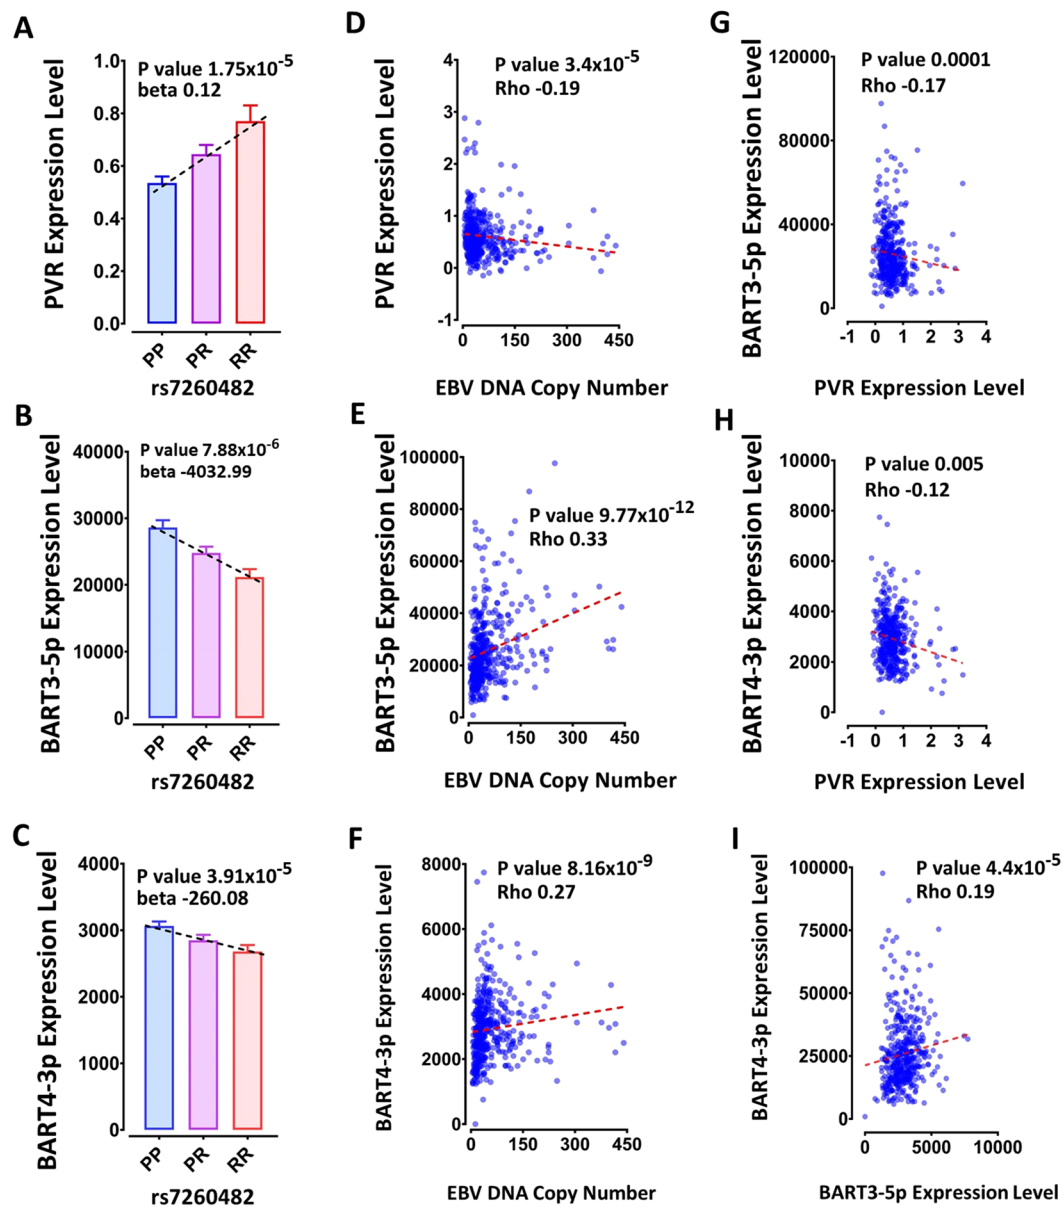 A
PVR Expression Level
1.0
0.8
0.6
0.4
0.2
0.0
P value 1.75x10-5
beta 0.12
PP
PR
RR
rs7260482
D
PVR Expression Level
4
3
2
1
0
-1
P value 3.4x10-5
Rho -0.19
0
150
300
450
EBV DNA Copy Number
G
BART3-5p Expression Level
120000
80000
40000
0
P value 0.0001
Rho -0.17
-1
0
1
2
3
4
PVR Expression Level
B
BART3-5p Expression Level
40000
30000
20000
10000
0
P value 7.88x10-6
beta -4032.99
PP
PR
RR
rs7260482
E
BART3-5p Expression Level
100000
80000
60000
40000
20000
0
P value 9.77x10-12
Rho 0.33
0
150
300
450
EBV DNA Copy Number
H
BART4-3p Expression Level
10000
8000
6000
4000
2000
0
P value 0.005
Rho -0.12
-1
0
1
2
3
4
PVR Expression Level
C
BART4-3p Expression Level
4000
3000
2000
1000
0
P value 3.91x10-5
beta -260.08
PP
PR
RR
rs7260482
F
BART4-3p Expression Level
8000
6000
4000
2000
0
P value 8.16x10-9
Rho 0.27
0
150
300
450
EBV DNA Copy Number
I
BART4-3p Expression Level
100000
75000
50000
25000
0
P value 4.4x10-5
Rho 0.19
0
5000
10000
BART3-5p Expression Level